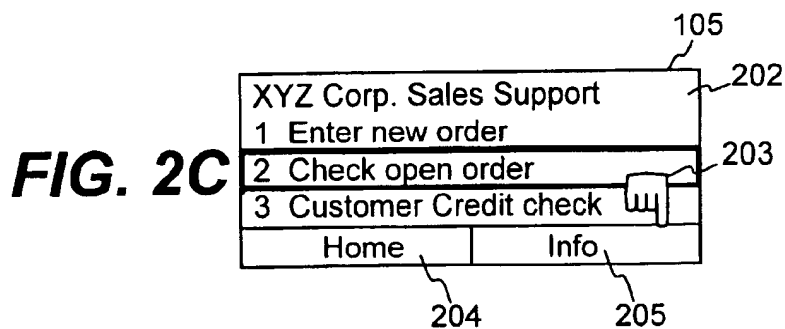 105
202
XYZ Corp. Sales Support
1 Enter new order
FIG. 2C
2 Check open order
203
3 Customer Credit check
Home Info
204 205